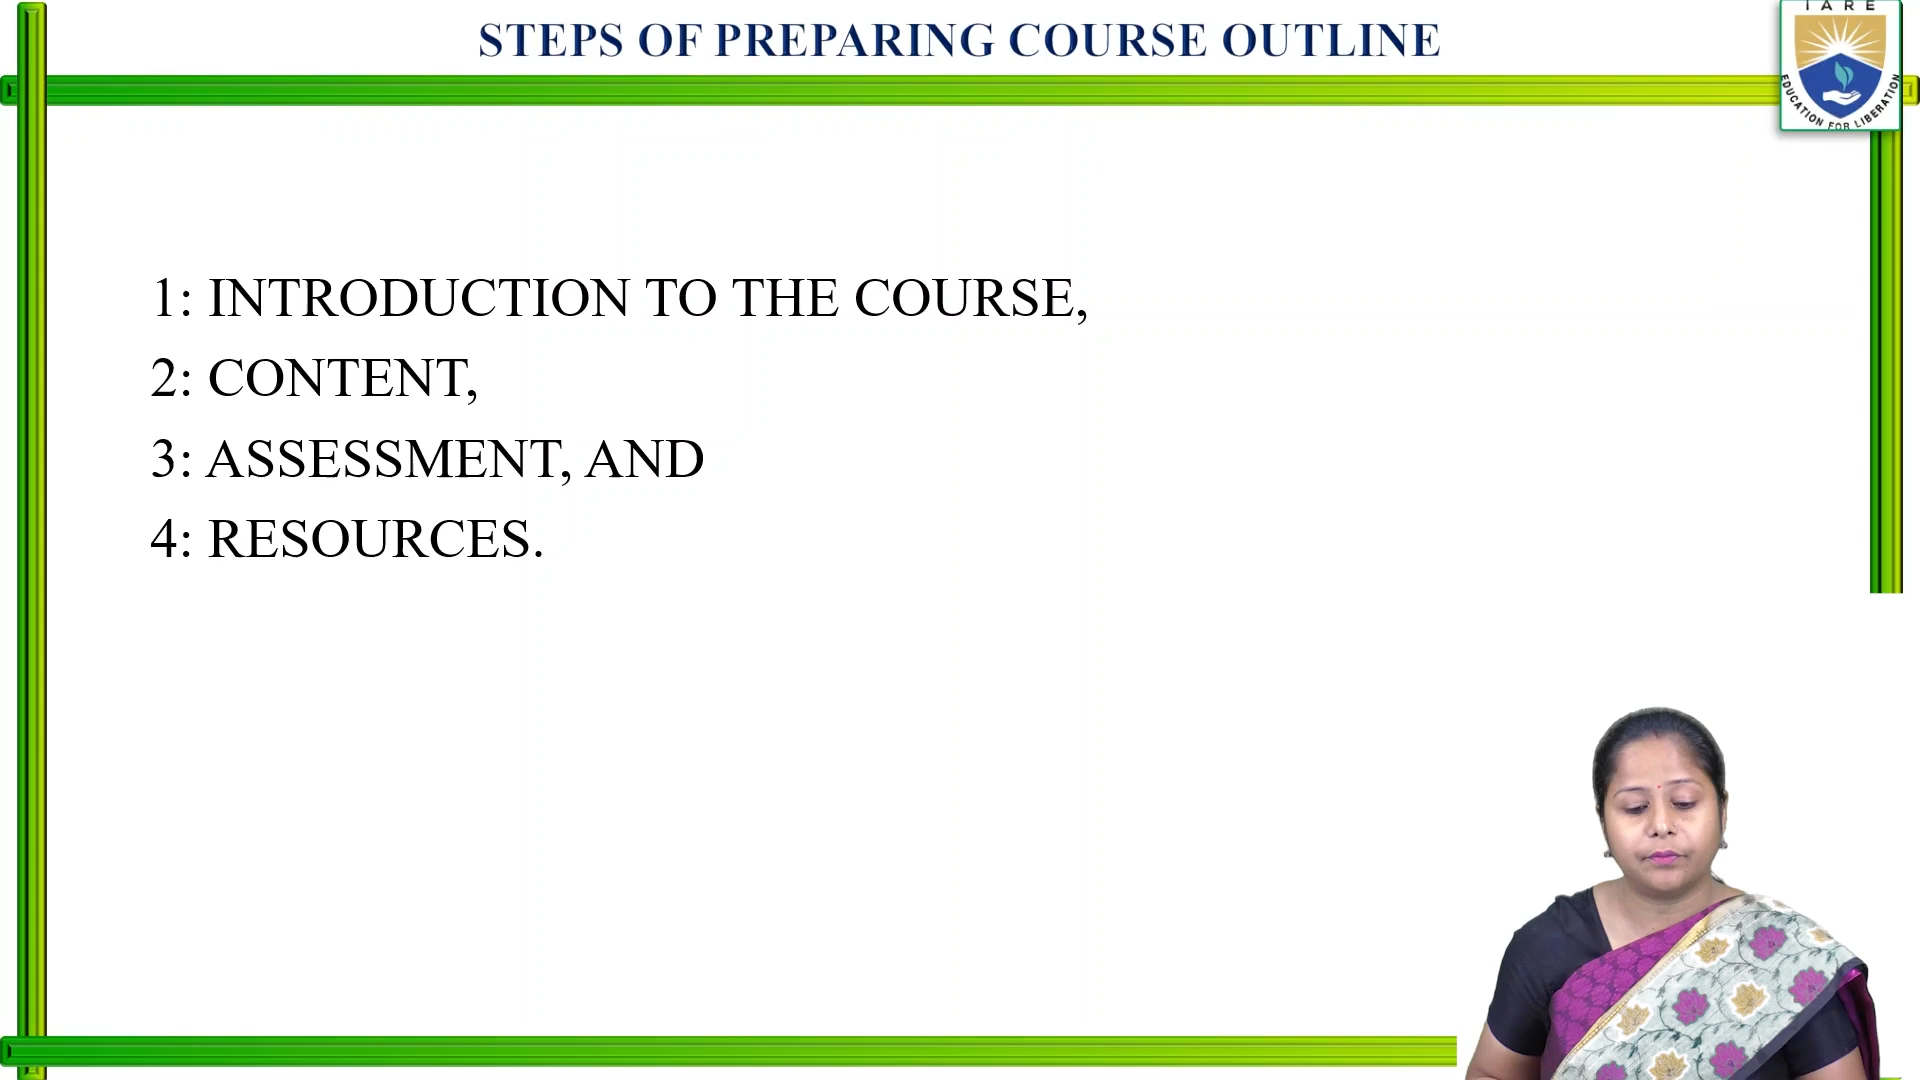 STEPS OF PREPARING COURSE OUTLINE
IARE
EDUCATION FOR LIBERATION
1: INTRODUCTION TO THE COURSE,
2: CONTENT,
3: ASSESSMENT, AND
4: RESOURCES.